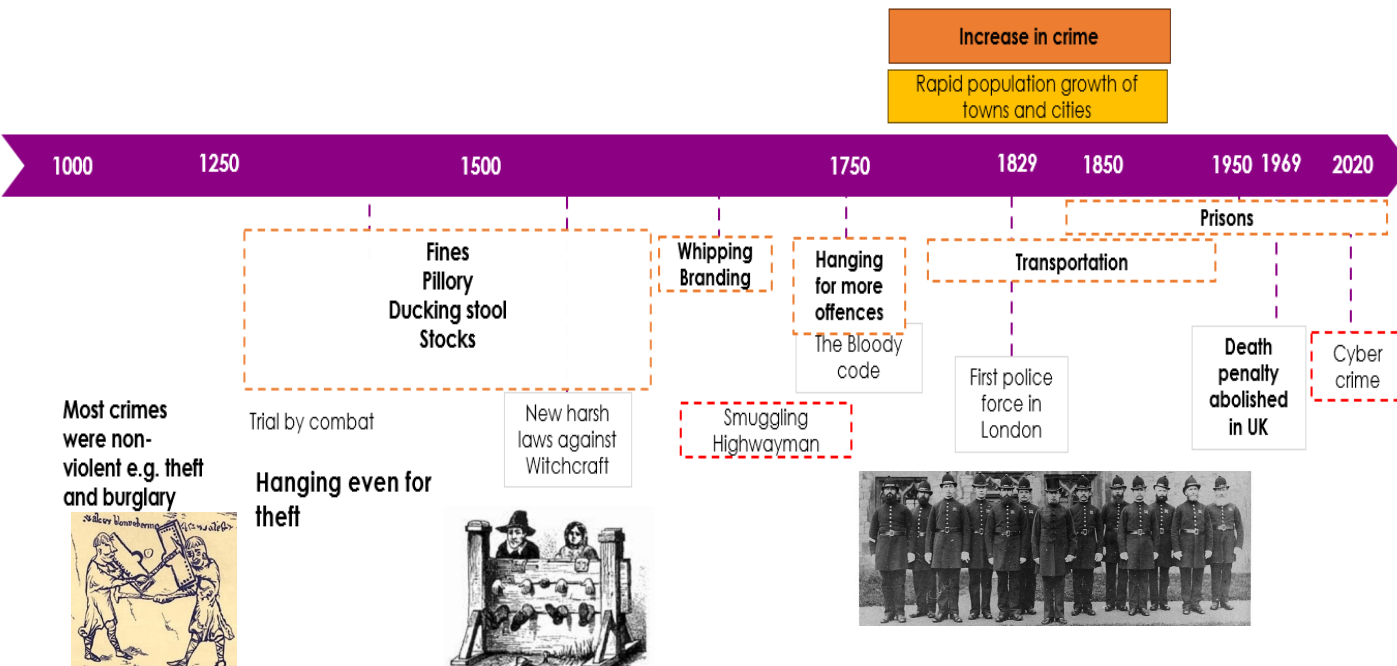 Increase in crime
Rapid population growth of
towns and cities
1000
1250
1500
1750
1829
1850
1950
1969
2020
Prisons
Fines
Pillory
Ducking stool
Stocks
Whipping
Branding
Hanging
for more
offences
Transportation
The Bloody
code
First police
force in
London
Death
penalty
abolished
in UK
Cyber
crime
Most crimes
were non-
violent e.g. theft
and burglary
Trial by combat
New harsh
laws against
Witchcraft
Smuggling
Highwayman
Hanging even for
theft